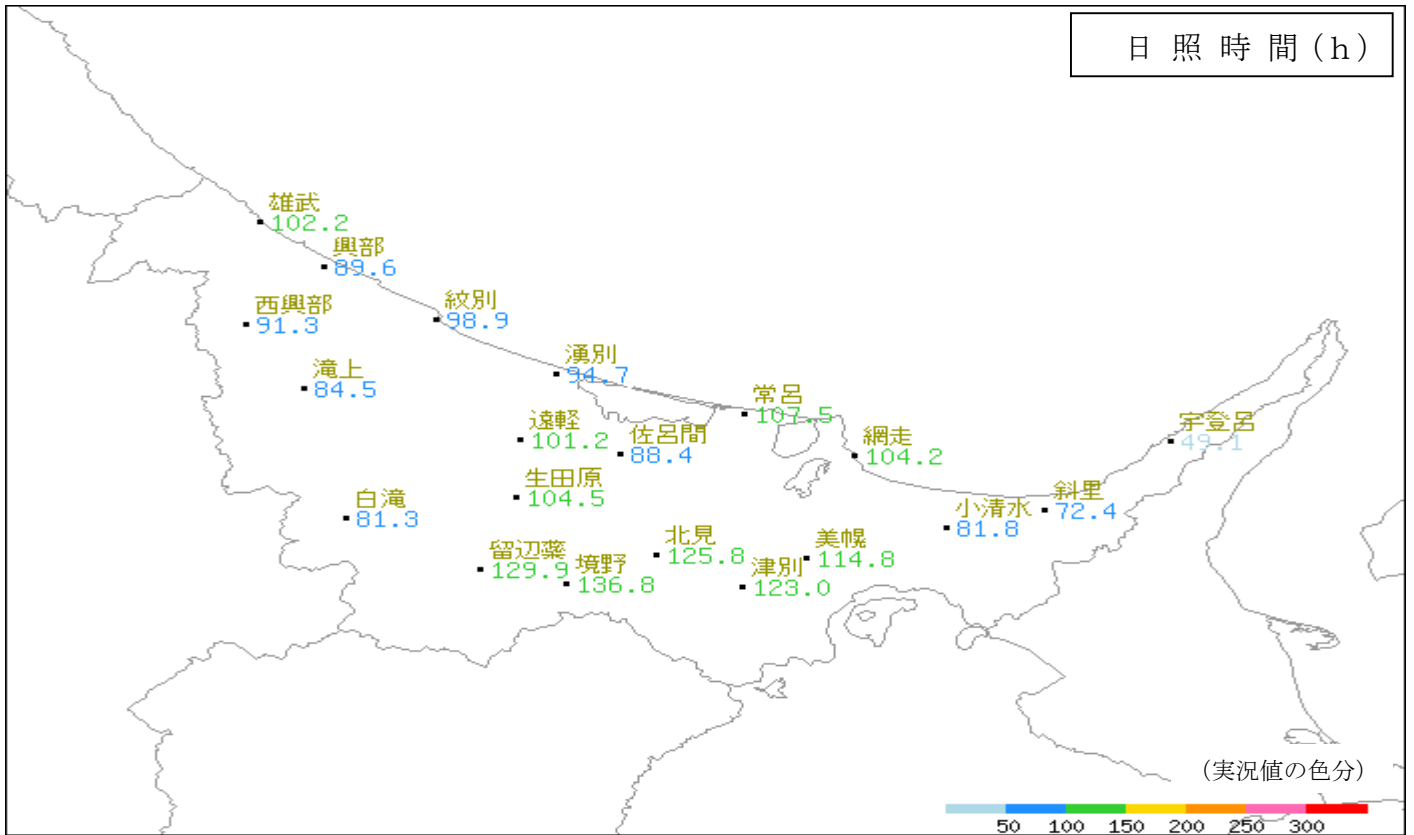 日照時間(h)
雄武
102.2
興部
89.6
西興部
91.3
紋別
98.9
滝上
84.5
湧別
94.7
常呂
107.5
遠軽
101.2
佐呂間
88.4
網走
104.2
宇登呂
49.1
生田原
104.5
白滝
81.3
斜里
72.4
小清水
81.8
北見
125.8
美幌
114.8
留辺蘂
129.9
境野
136.8
津別
123.0
(実況値の色分)
50 100 150 200 250 300